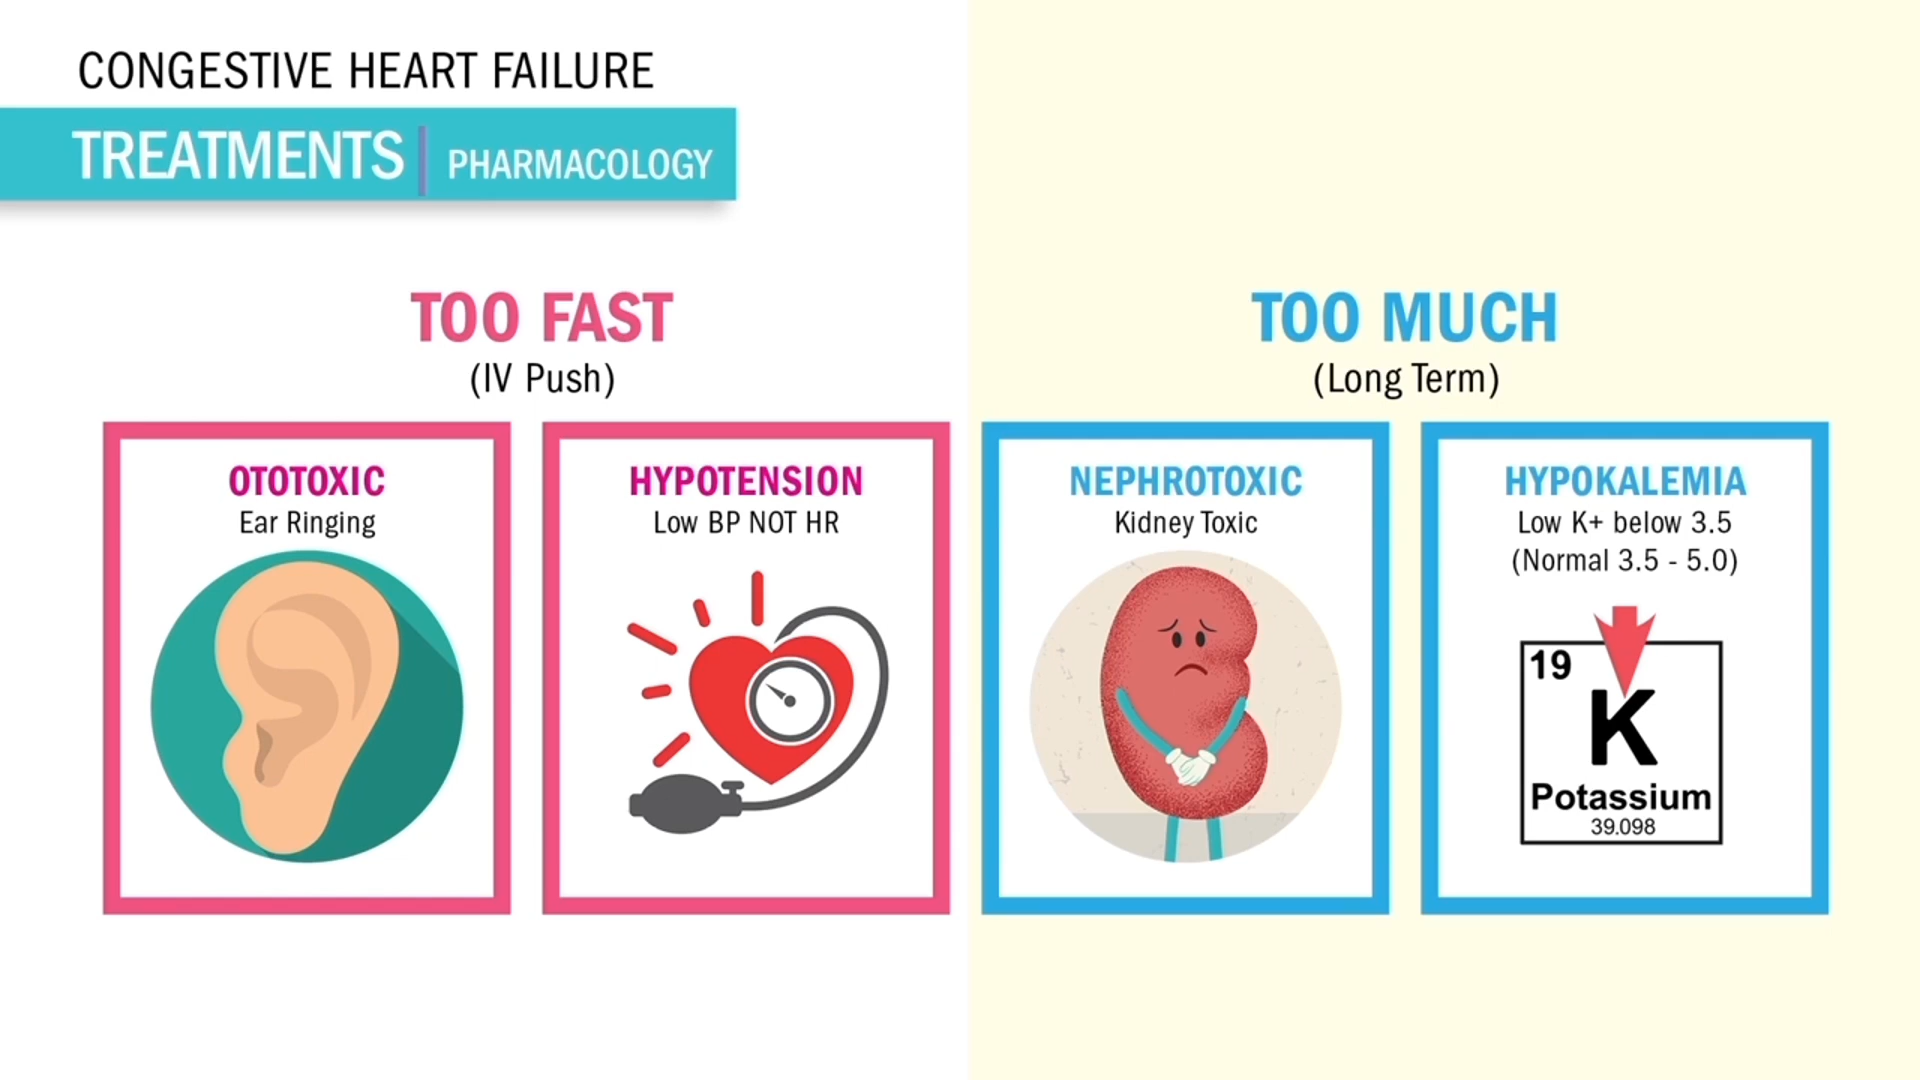 CONGESTIVE HEART FAILURE
TREATMENTS | PHARMACOLOGY
TOO FAST
(IV Push)
OTOTOXIC
Ear Ringing
HYPOTENSION
Low BP NOT HR
TOO MUCH
(Long Term)
NEPHROTOXIC
Kidney Toxic
HYPOKALEMIA
Low K+ below 3.5
(Normal 3.5 - 5.0)
19
K
Potassium
39.098